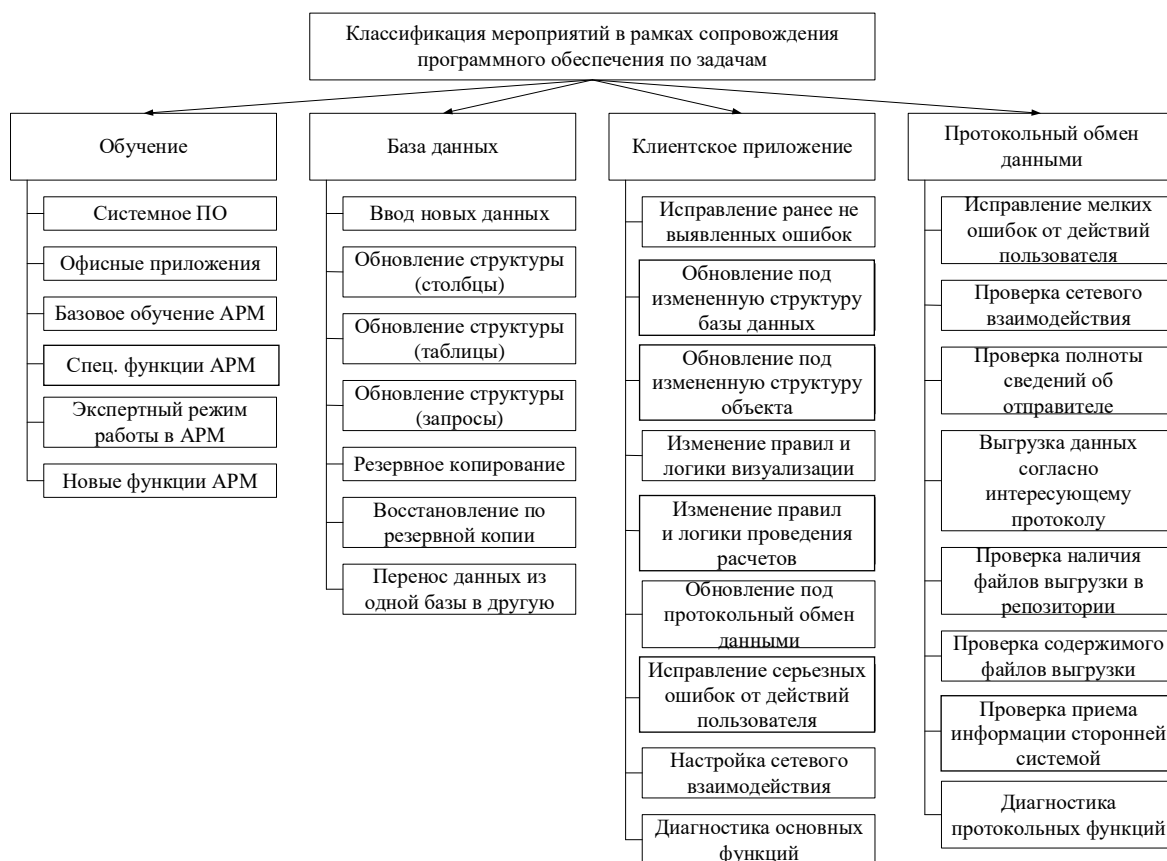 Классификация мероприятий в рамках сопровождения
программного обеспечения по задачам
Обучение
Системное ПО
Офисные приложения
Базовое обучение АРМ
Спец. функции АРМ
Экспертный режим
работы в АРМ
Новые функции АРМ
База данных
Ввод новых данных
Обновление структуры
(столбцы)
Обновление структуры
(таблицы)
Обновление структуры
(запросы)
Резервное копирование
Восстановление по
резервной копии
Перенос данных из
одной базы в другую
Клиентское приложение
Исправление ранее не
выявленных ошибок
Обновление под
измененную структуру
базы данных
Обновление под
измененную структуру
объекта
Изменение правил и
логики визуализации
Изменение правил
и логики проведения
расчетов
Обновление под
протокольный обмен
данными
Исправление серьезных
ошибок от действий
пользователя
Настройка сетевого
взаимодействия
Диагностика основных
функций
Протокольный обмен
данными
Исправление мелких
ошибок от действий
пользователя
Проверка сетевого
взаимодействия
Проверка полноты
сведений об
отправителе
Выгрузка данных
согласно
интересующему
протоколу
Проверка наличия
файлов выгрузки в
репозитории
Проверка содержимого
файлов выгрузки
Проверка приема
информации сторонней
системой
Диагностика
протокольных функций